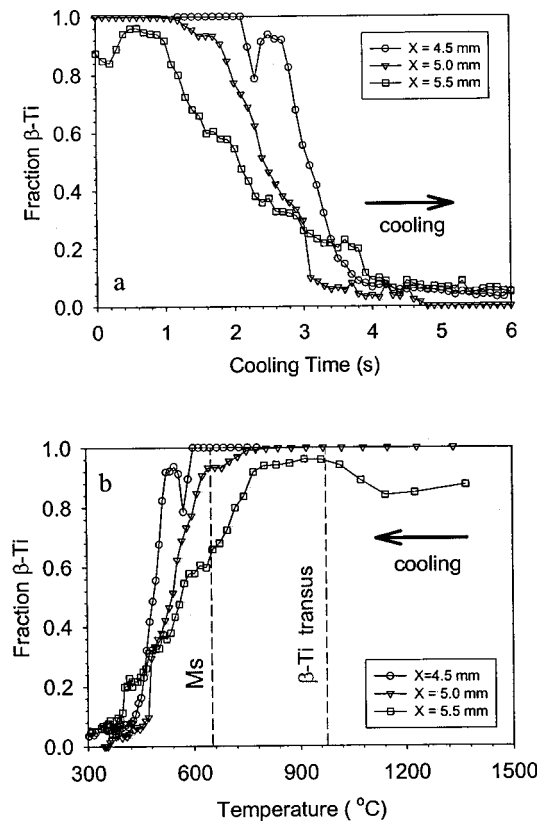 a
Fraction β-Ti
1.0
0.8
0.6
0.4
0.2
0.0
X = 4.5 mm
X = 5.0 mm
X = 5.5 mm
cooling
0 1 2 3 4 5 6
Cooling Time (s)
b
Fraction β-Ti
1.0
0.8
0.6
0.4
0.2
0.0
Ms
β-Ti transus
cooling
X=4.5 mm
X = 5.0 mm
X = 5.5 mm
300 600 900 1200 1500
Temperature ( °C)